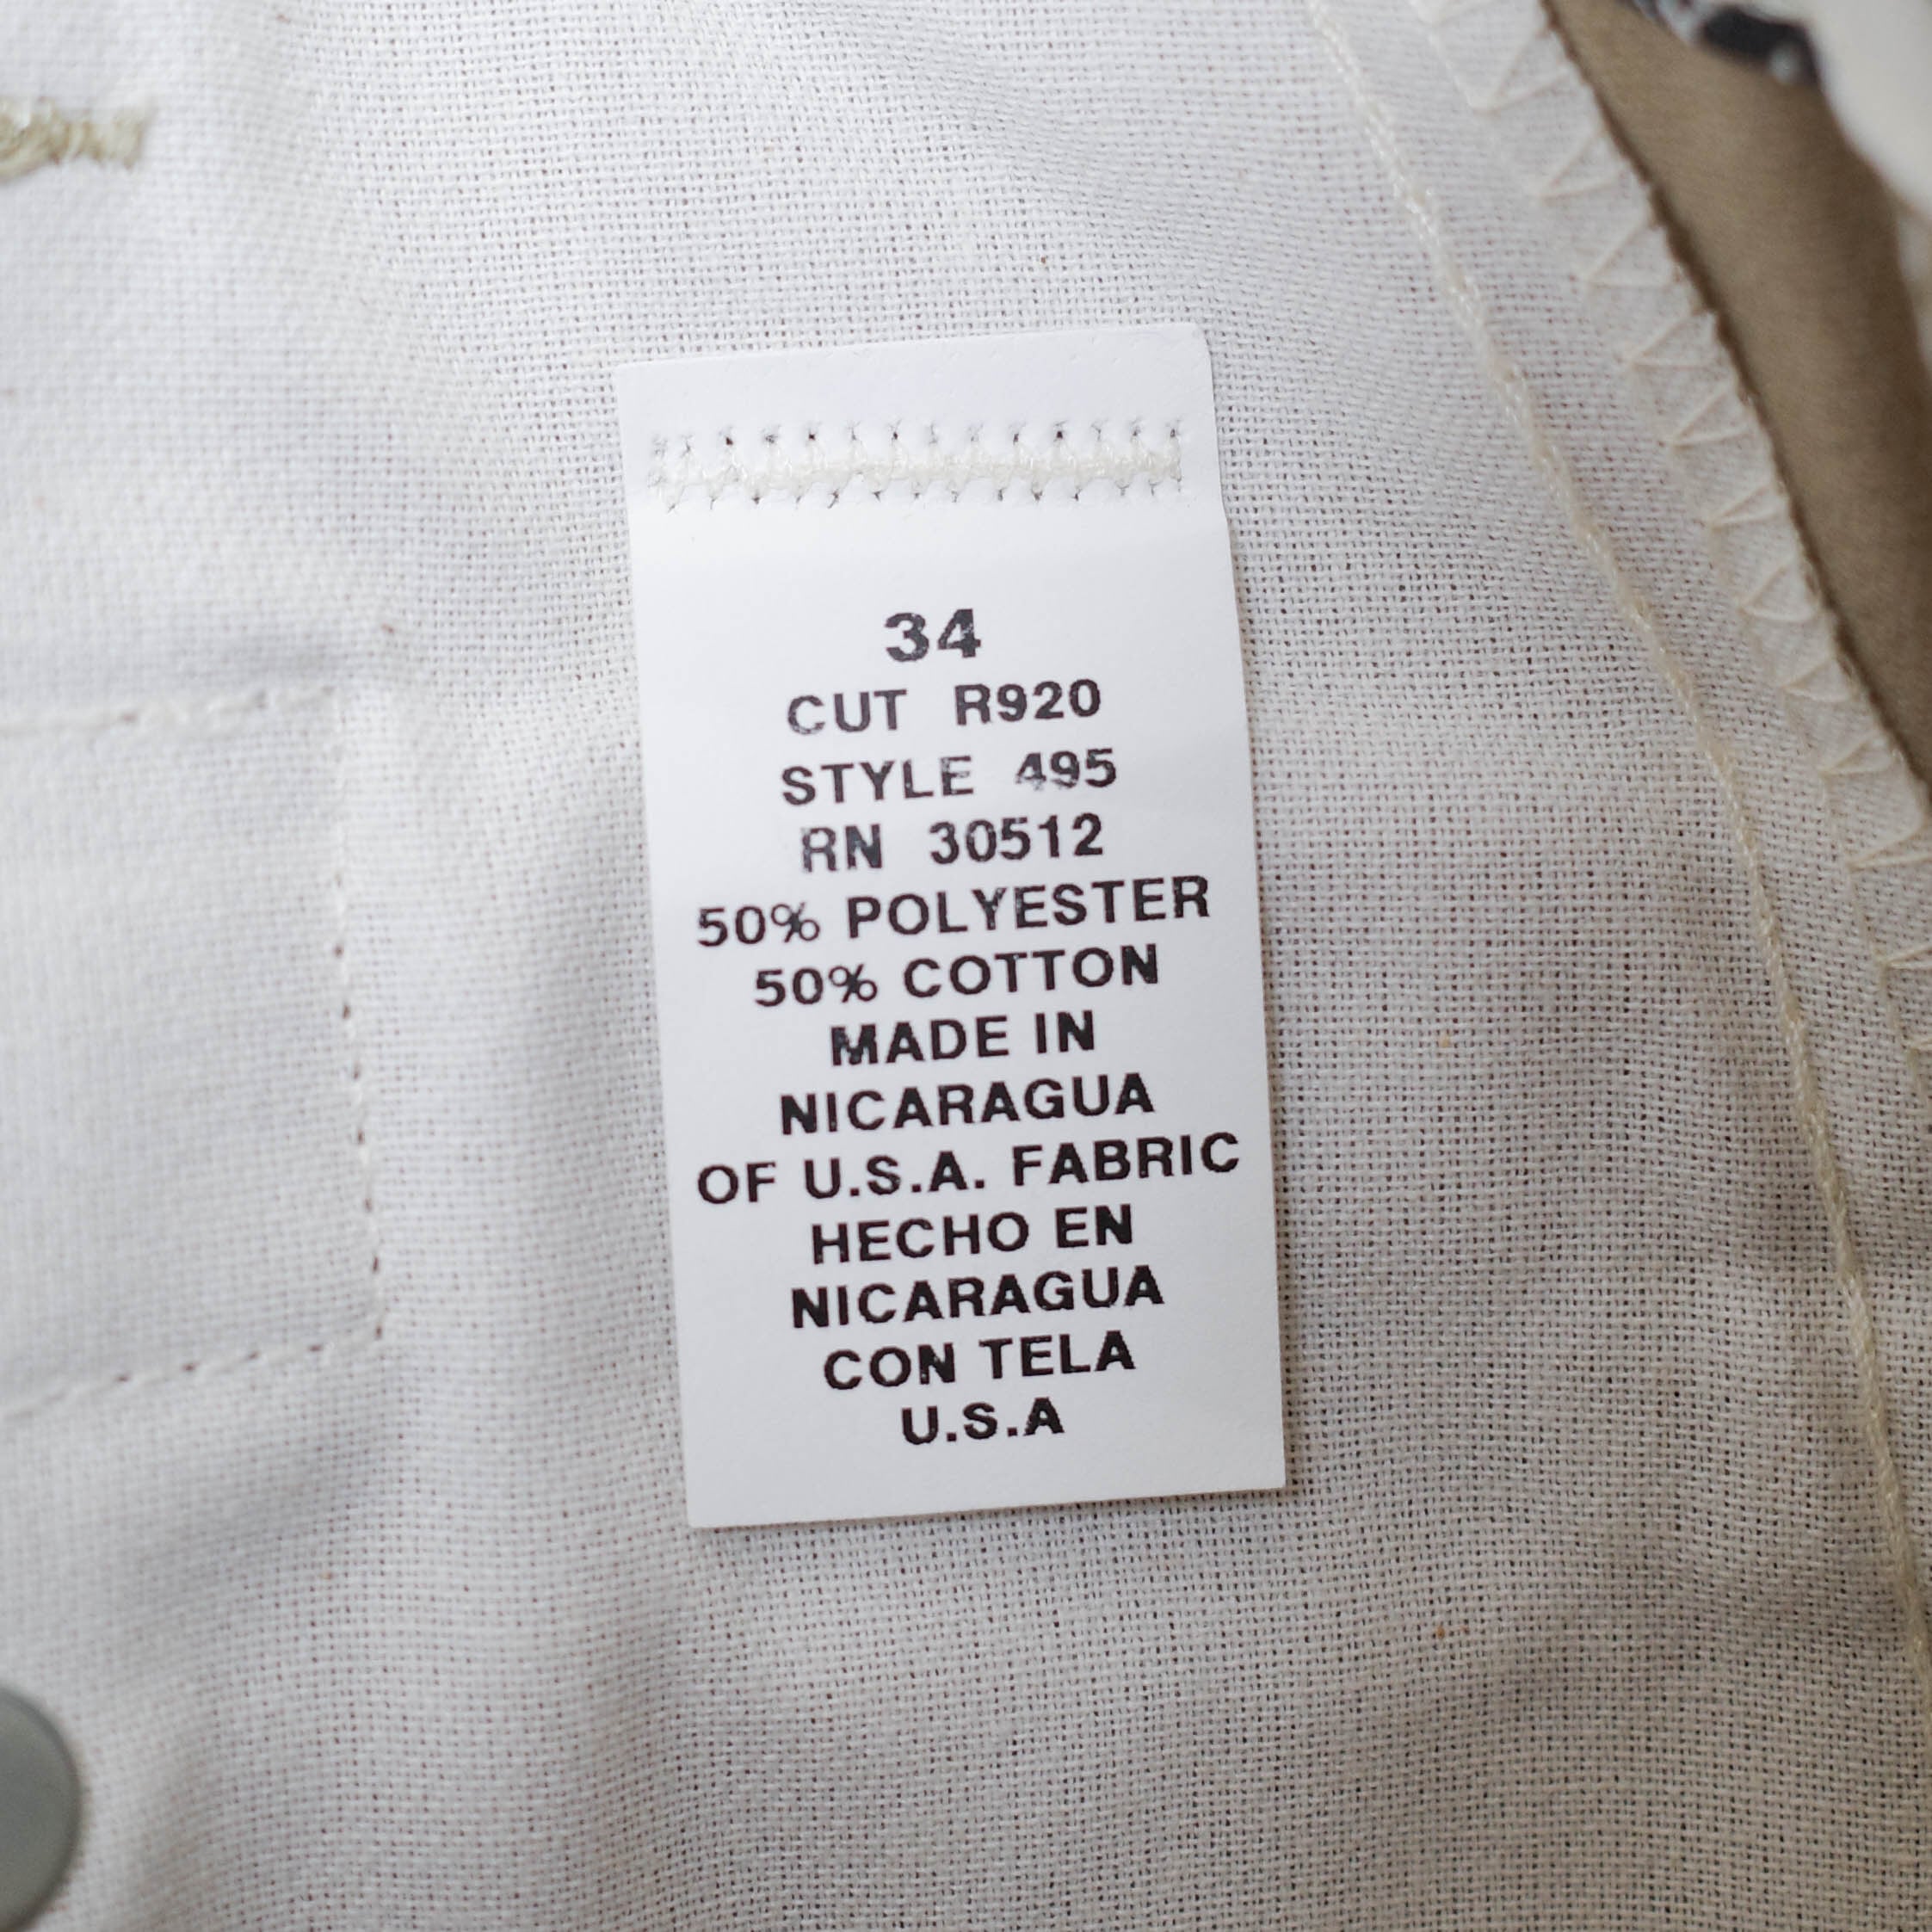 34
CUT R920
STYLE 495
RN 30512
50% POLYESTER
50% COTTON
MADE IN
NICARAGUA
OF U.S.A. FABRIC
HECHO EN
NICARAGUA
CON TELA
U.S.A